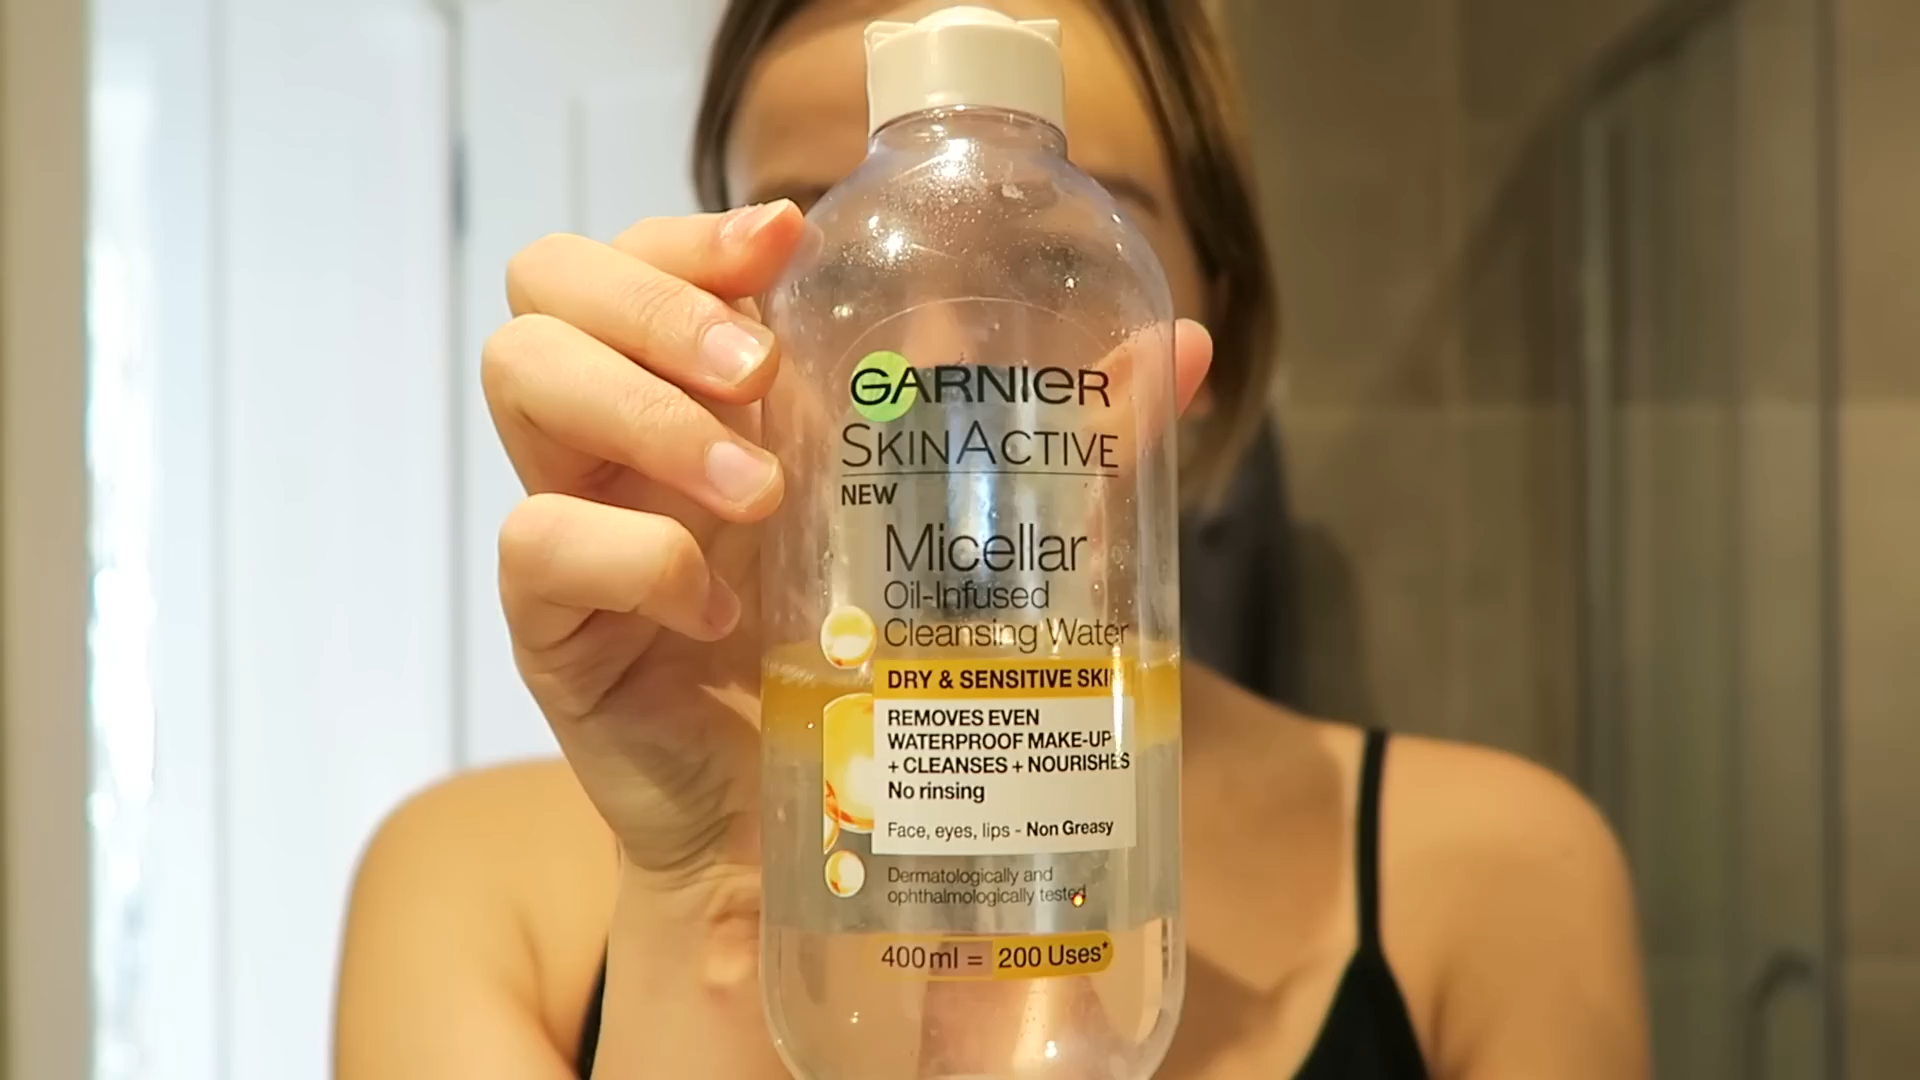 GARNIER
SKINACTIVE
NEW
Micellar
Oil-Infused
Cleansing Water
DRY & SENSITIVE SKIN
REMOVES EVEN
WATERPROOF MAKE-UP
+ CLEANSES + NOURISHES
No rinsing
Face, eyes, lips - Non Greasy
Dermatologically and
ophthalmologically tested
400ml = 200 Uses*